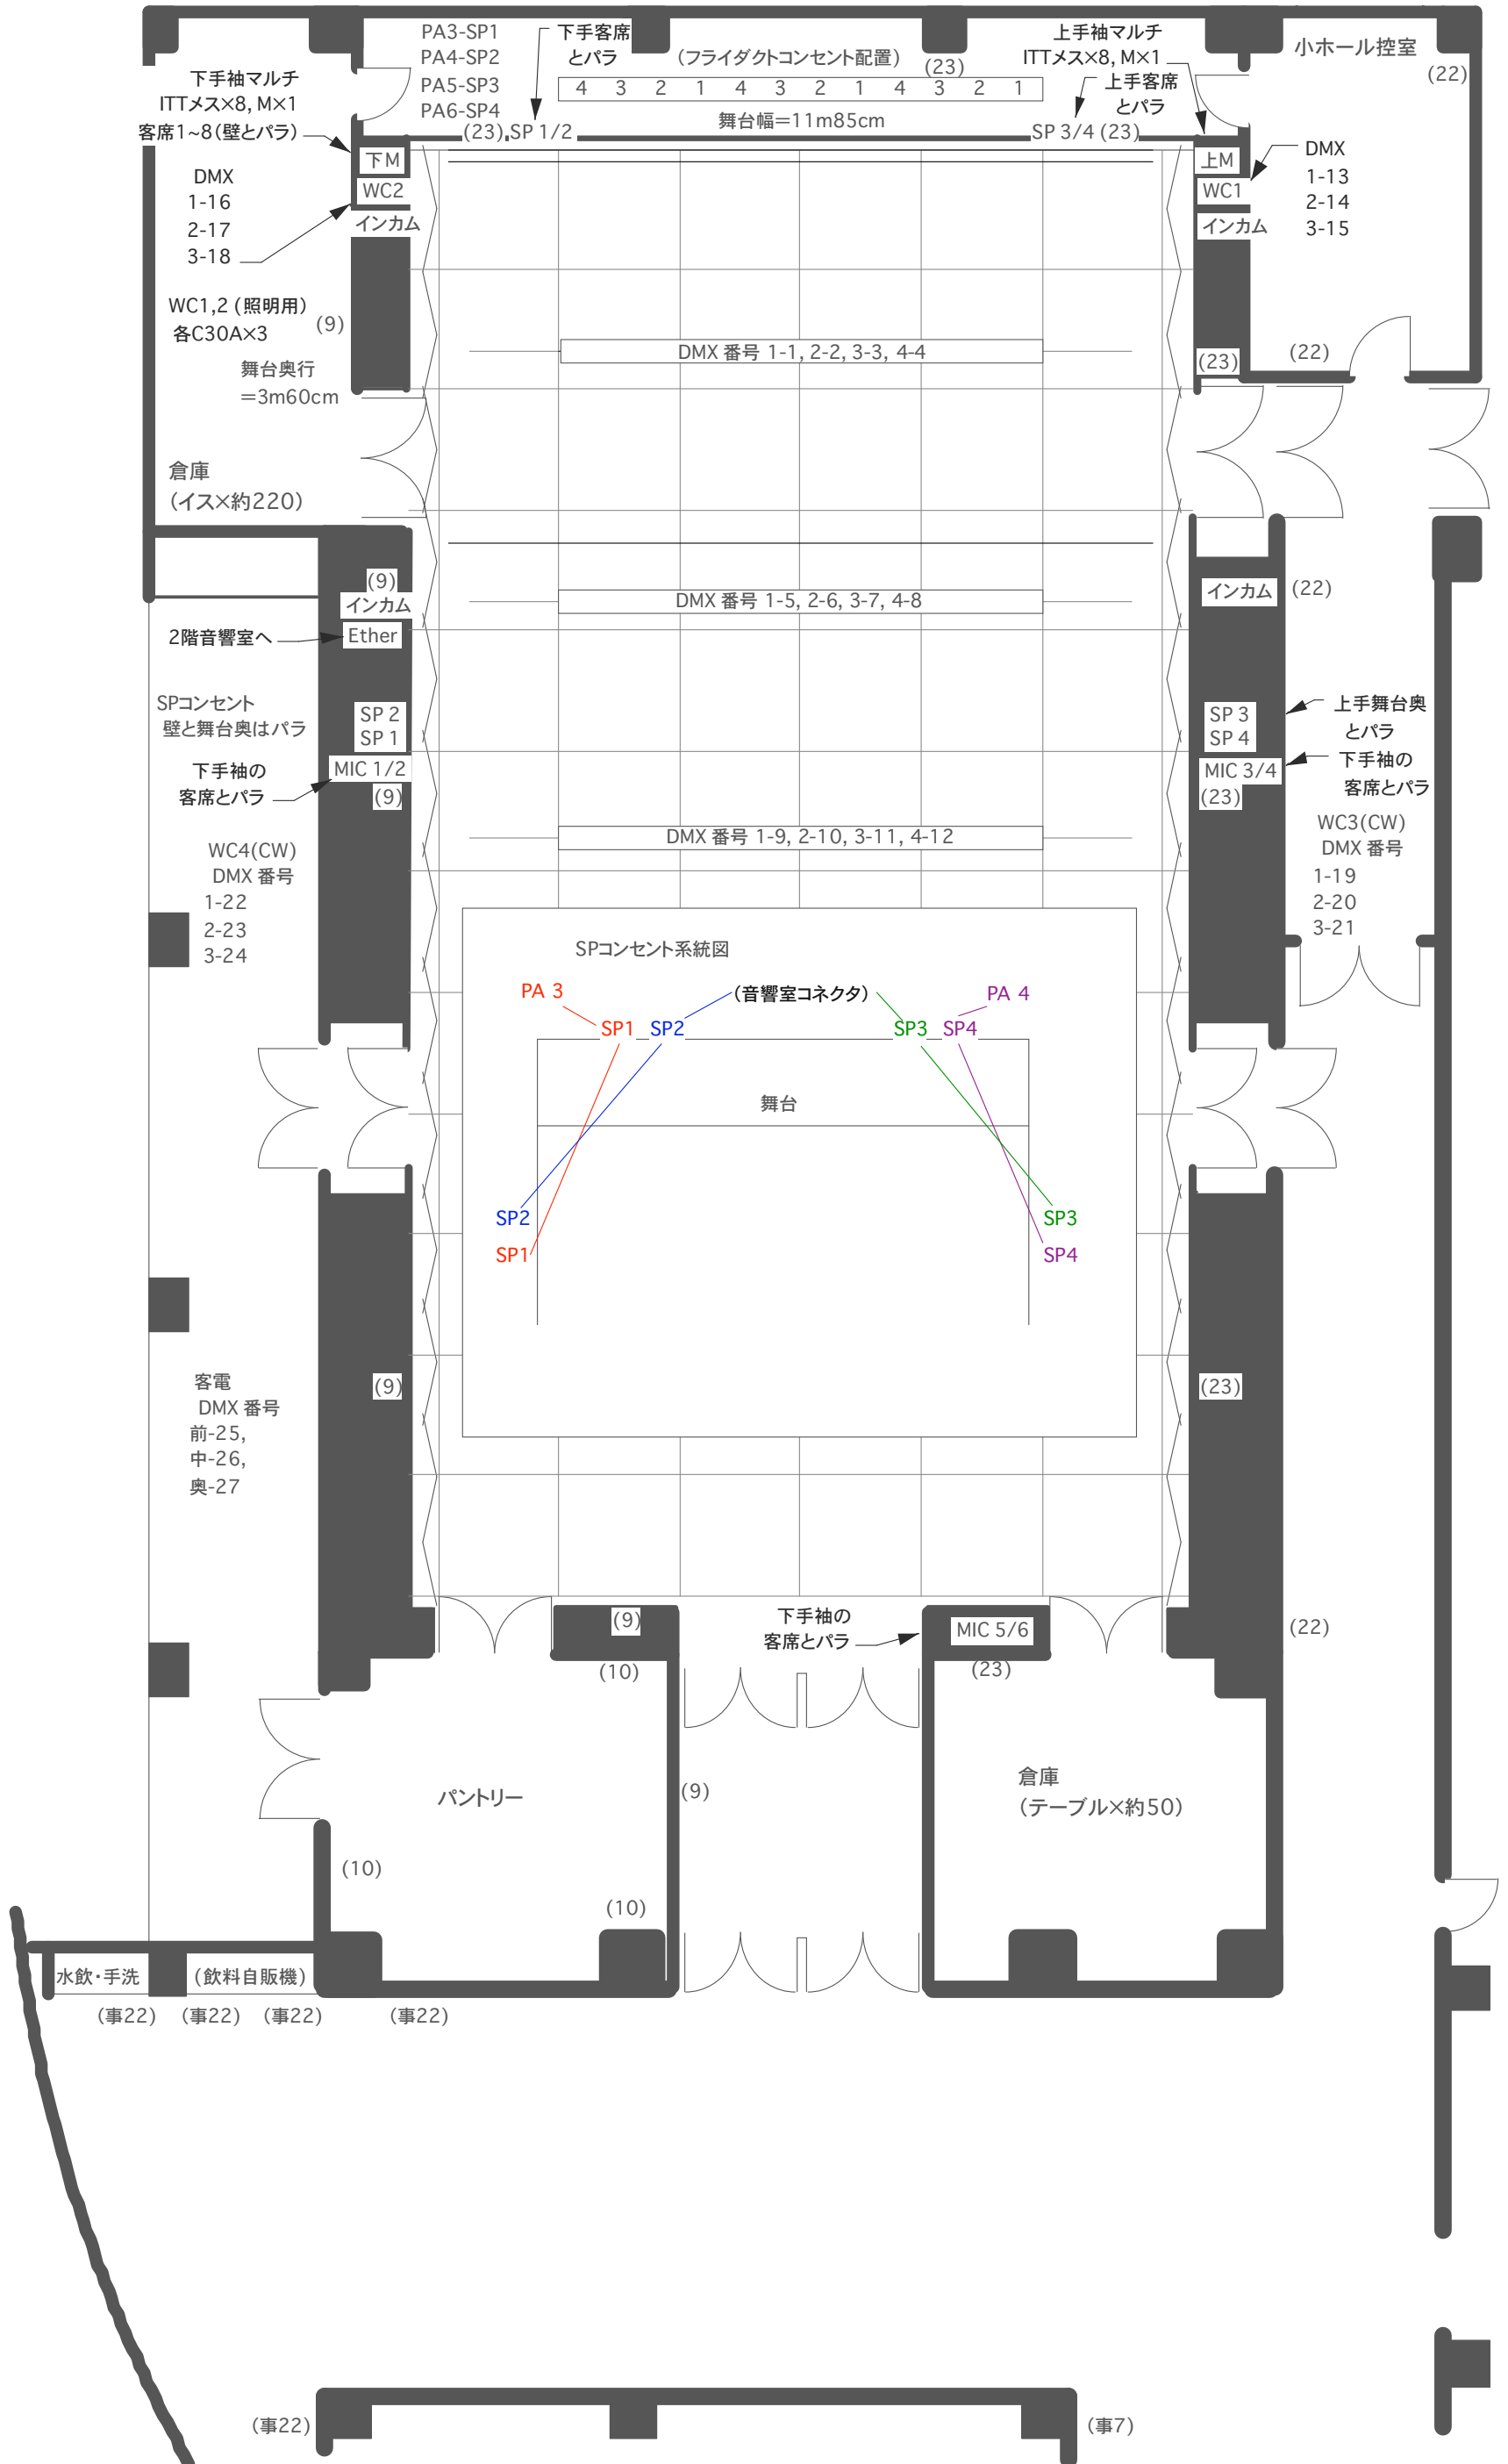 PA3-SP1
PA4-SP2
PA5-SP3
PA6-SP4
下手客席
とパラ
(フライダクトコンセント配置)
(23)
4 3 2 1 4 3 2 1 4 3 2 1
舞台幅＝11m85cm
上手袖マルチ
ITTメス×8, M×1
上手客席
とパラ
小ホール控室
(22)
下手袖マルチ
ITTメス×8, M×1
客席1~8(壁とパラ)
(23) SP 1/2
SP 3/4 (23)
下M
WC2
インカム
上M
WC1
インカム
DMX
1-16
2-17
3-18
DMX
1-13
2-14
3-15
WC1,2 (照明用)
各C30A×3
(9)
舞台奥行
＝3m60cm
DMX 番号 1-1, 2-2, 3-3, 4-4
(23)
(22)
倉庫
(イス×約220)
(9)
インカム
Ether
2階音響室へ
DMX 番号 1-5, 2-6, 3-7, 4-8
インカム
(22)
SPコンセント
壁と舞台奥はパラ
SP 2
SP 1
MIC 1/2
(9)
下手袖の
客席とパラ
SP 3
SP 4
MIC 3/4
(23)
上手舞台奥
とパラ
下手袖の
客席とパラ
DMX 番号 1-9, 2-10, 3-11, 4-12
WC4(CW)
DMX 番号
1-22
2-23
3-24
WC3(CW)
DMX 番号
1-19
2-20
3-21
SPコンセント系統図
PA 3
(音響室コネクタ)
PA 4
SP1 SP2
SP3 SP4
舞台
SP2
SP1
SP3
SP4
客電
DMX 番号
前-25,
中-26,
奥-27
(9)
(23)
(9)
(10)
下手袖の
客席とパラ
MIC 5/6
(23)
(22)
パントリー
(9)
倉庫
(テーブル×約50)
(10)
(10)
水飲・手洗
(飲料自販機)
(事22) (事22) (事22) (事22)
(事22)
(事7)